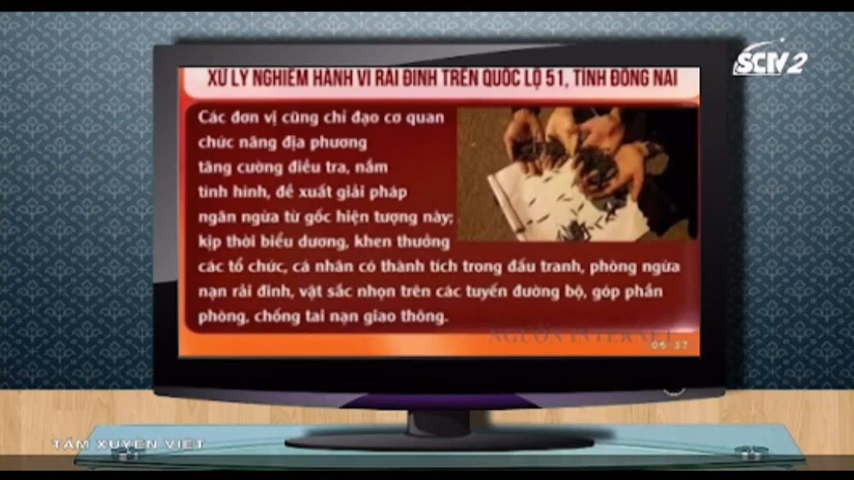 SCTV2
XỬ LÝ NGHIÊM HÀNH VI RẢI ĐINH TRÊN QUỐC LỘ 51, TỈNH ĐỒNG NAI
Các đơn vị cũng chỉ đạo cơ quan
chức năng địa phương
tăng cường điều tra, nắm
tình hình, đề xuất giải pháp
ngăn ngừa từ gốc hiện tượng này;
kịp thời biểu dương, khen thưởng
các tổ chức, cá nhân có thành tích trong đấu tranh, phòng ngừa
nạn rải đinh, vật sắc nhọn trên các tuyến đường bộ, góp phần
phòng, chống tai nạn giao thông.
NGUỒN INTERNET
05:37
TÁM XUYÊN VIỆT